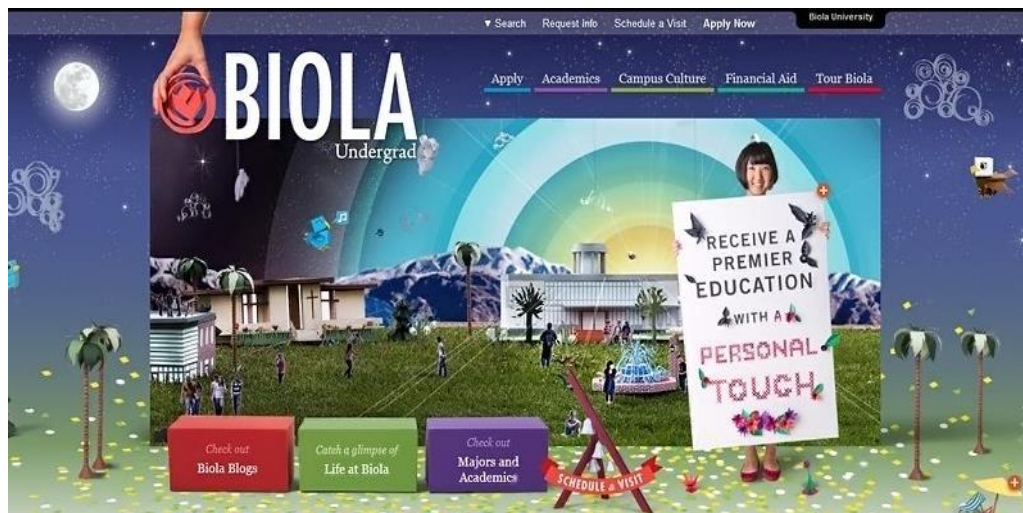 ▼ Search Request Info Schedule a Visit Apply Now Biola University
BIOLA
Undergrad
Apply Academics Campus Culture Financial Aid Tour Biola
RECEIVE A
PREMIER
EDUCATION
WITH A
PERSONAL
TOUCH
Check out
Biola Blogs
Catch a glimpse of
Life at Biola
Check out
Majors and
Academics
SCHEDULE a VISIT